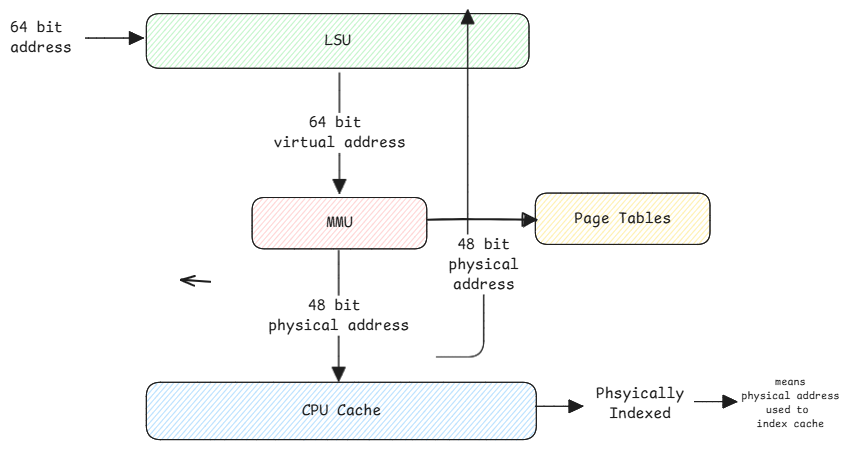 64 bit
address
LSU
64 bit
virtual address
MMU
Page Tables
48 bit
physical
address
48 bit
physical address
CPU Cache
Phsyically
Indexed
means
physical address
used to
index cache